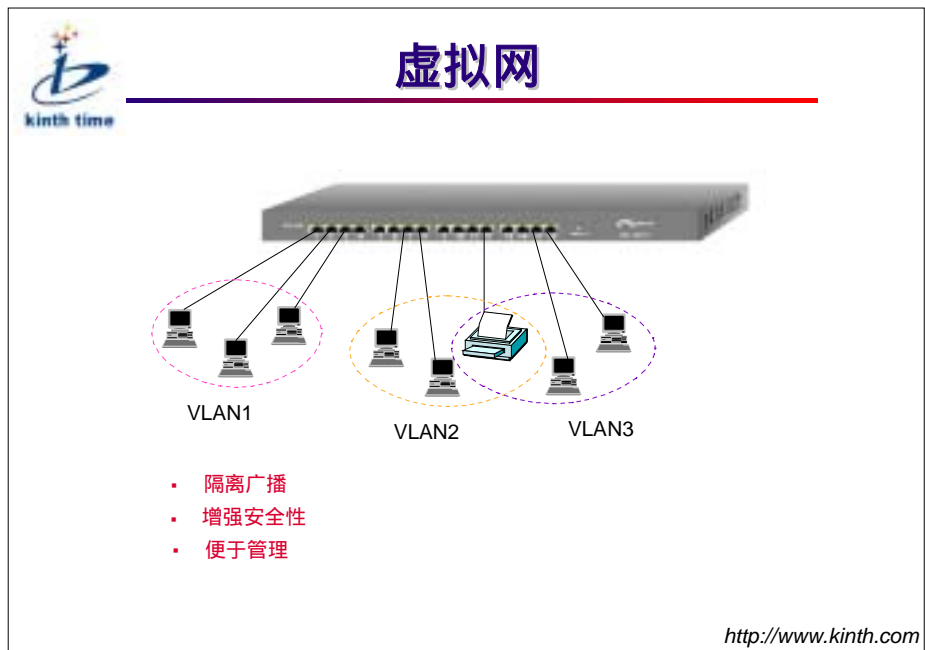 虚拟网
kinth time
VLAN1
VLAN2
VLAN3
▪ 隔离广播
▪ 增强安全性
▪ 便于管理
http://www.kinth.com